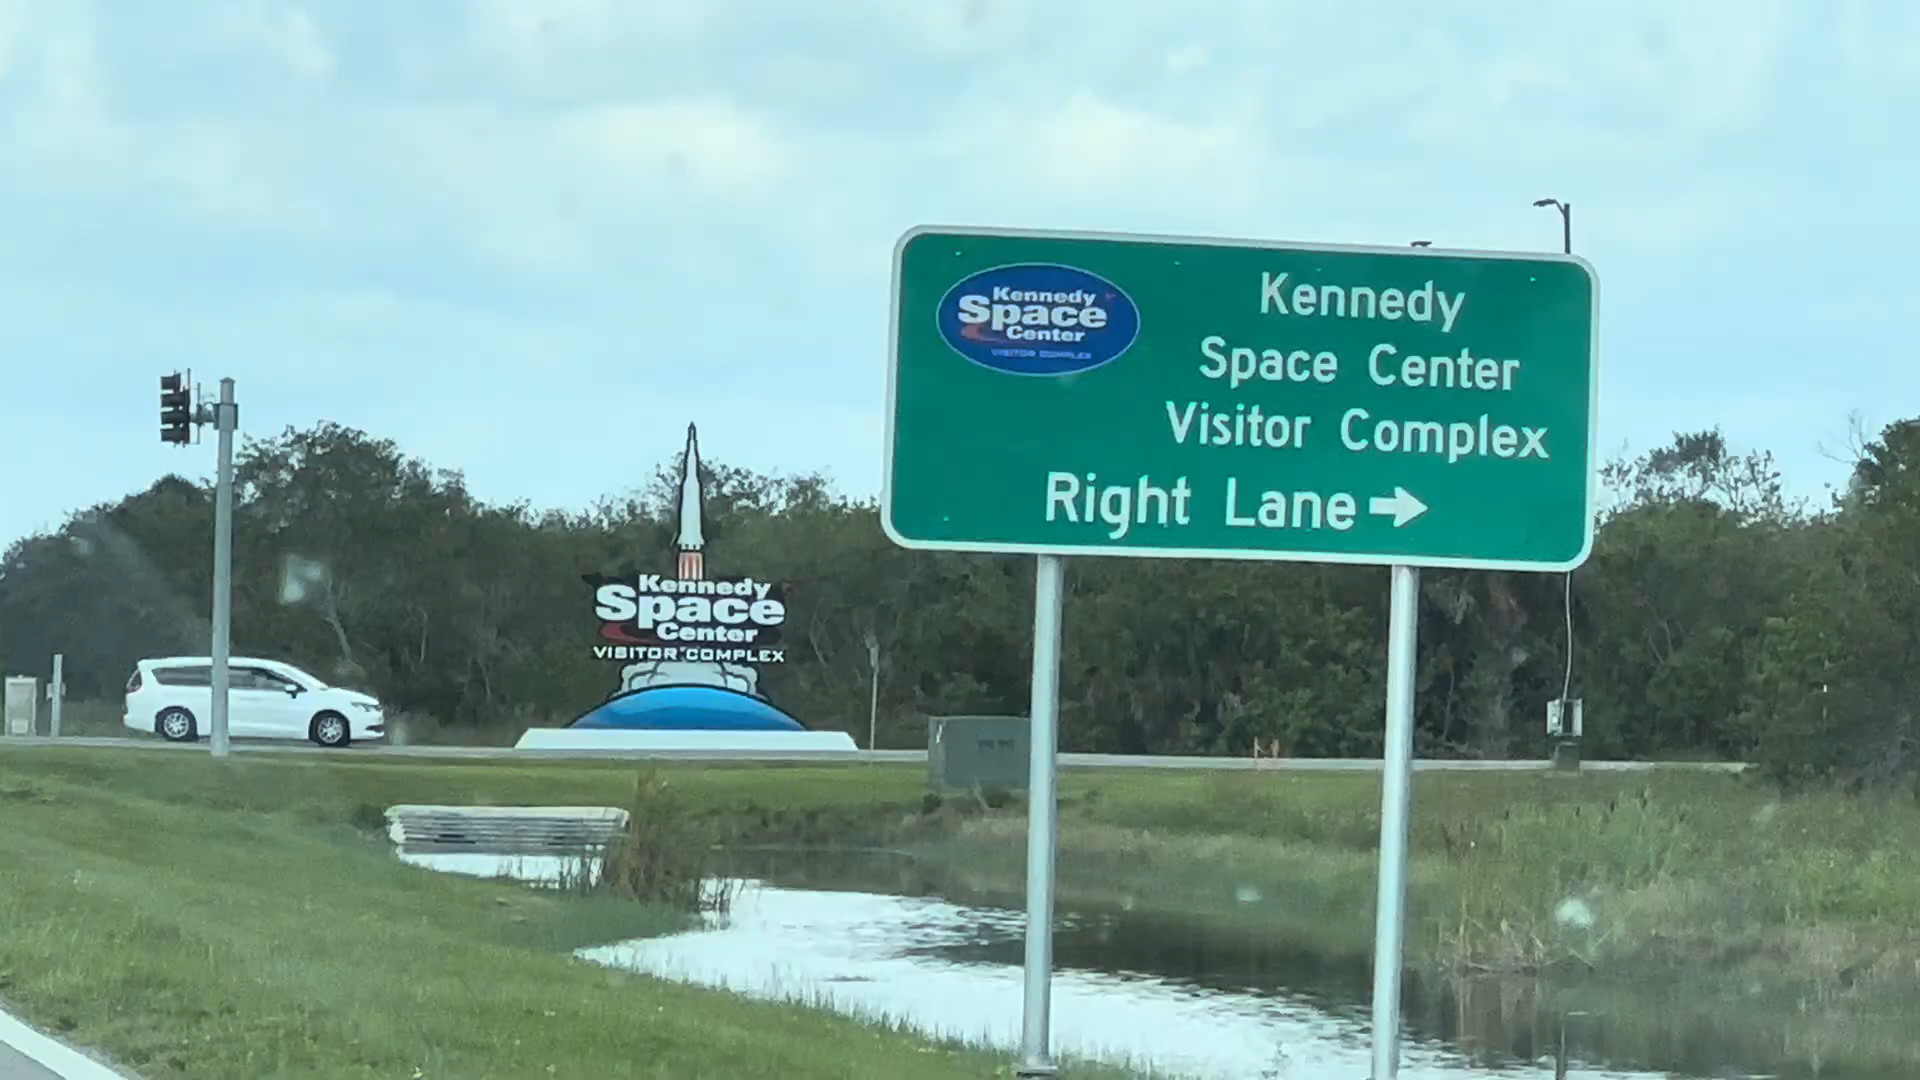 Kennedy
Space
Center
VISITOR COMPLEX
Kennedy
Space Center
Visitor Complex
Right Lane
Kennedy
Space
Center
VISITOR COMPLEX